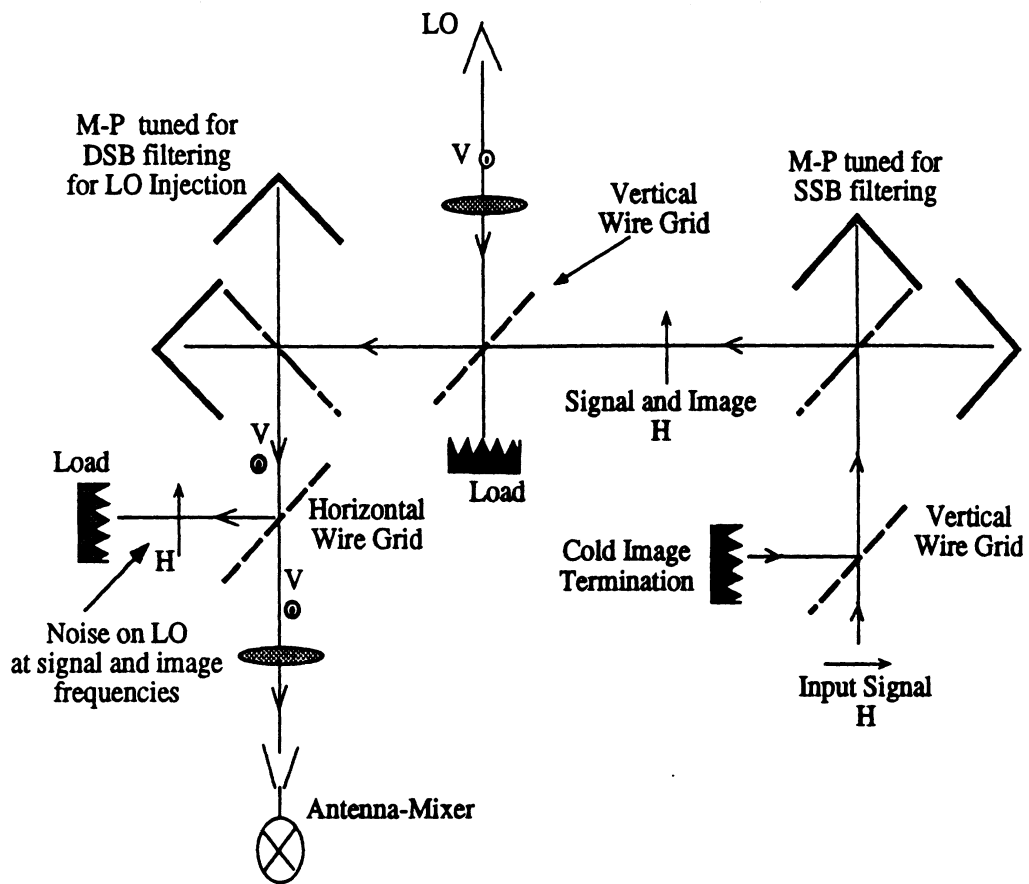 LO
M-P tuned for
DSB filtering
for LO Injection
V
Vertical
Wire Grid
M-P tuned for
SSB filtering
Signal and Image
H
V
Load
Load
Horizontal
Wire Grid
H
Cold Image
Termination
Vertical
Wire Grid
V
Noise on LO
at signal and image
frequencies
Input Signal
H
Antenna-Mixer